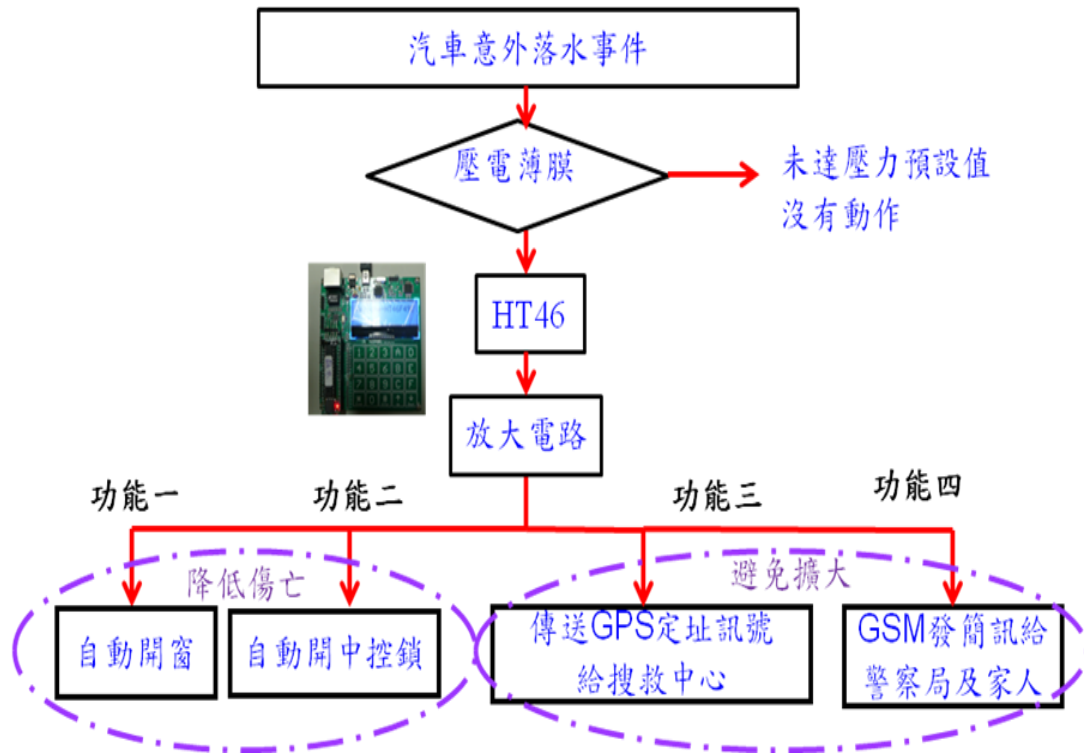 汽車意外落水事件
壓電薄膜
未達壓力預設值
沒有動作
HT46
放大電路
功能一
功能二
功能三
功能四
降低傷亡
避免擴大
自動開窗
自動開中控鎖
傳送GPS定址訊號
給搜救中心
GSM發簡訊給
警察局及家人